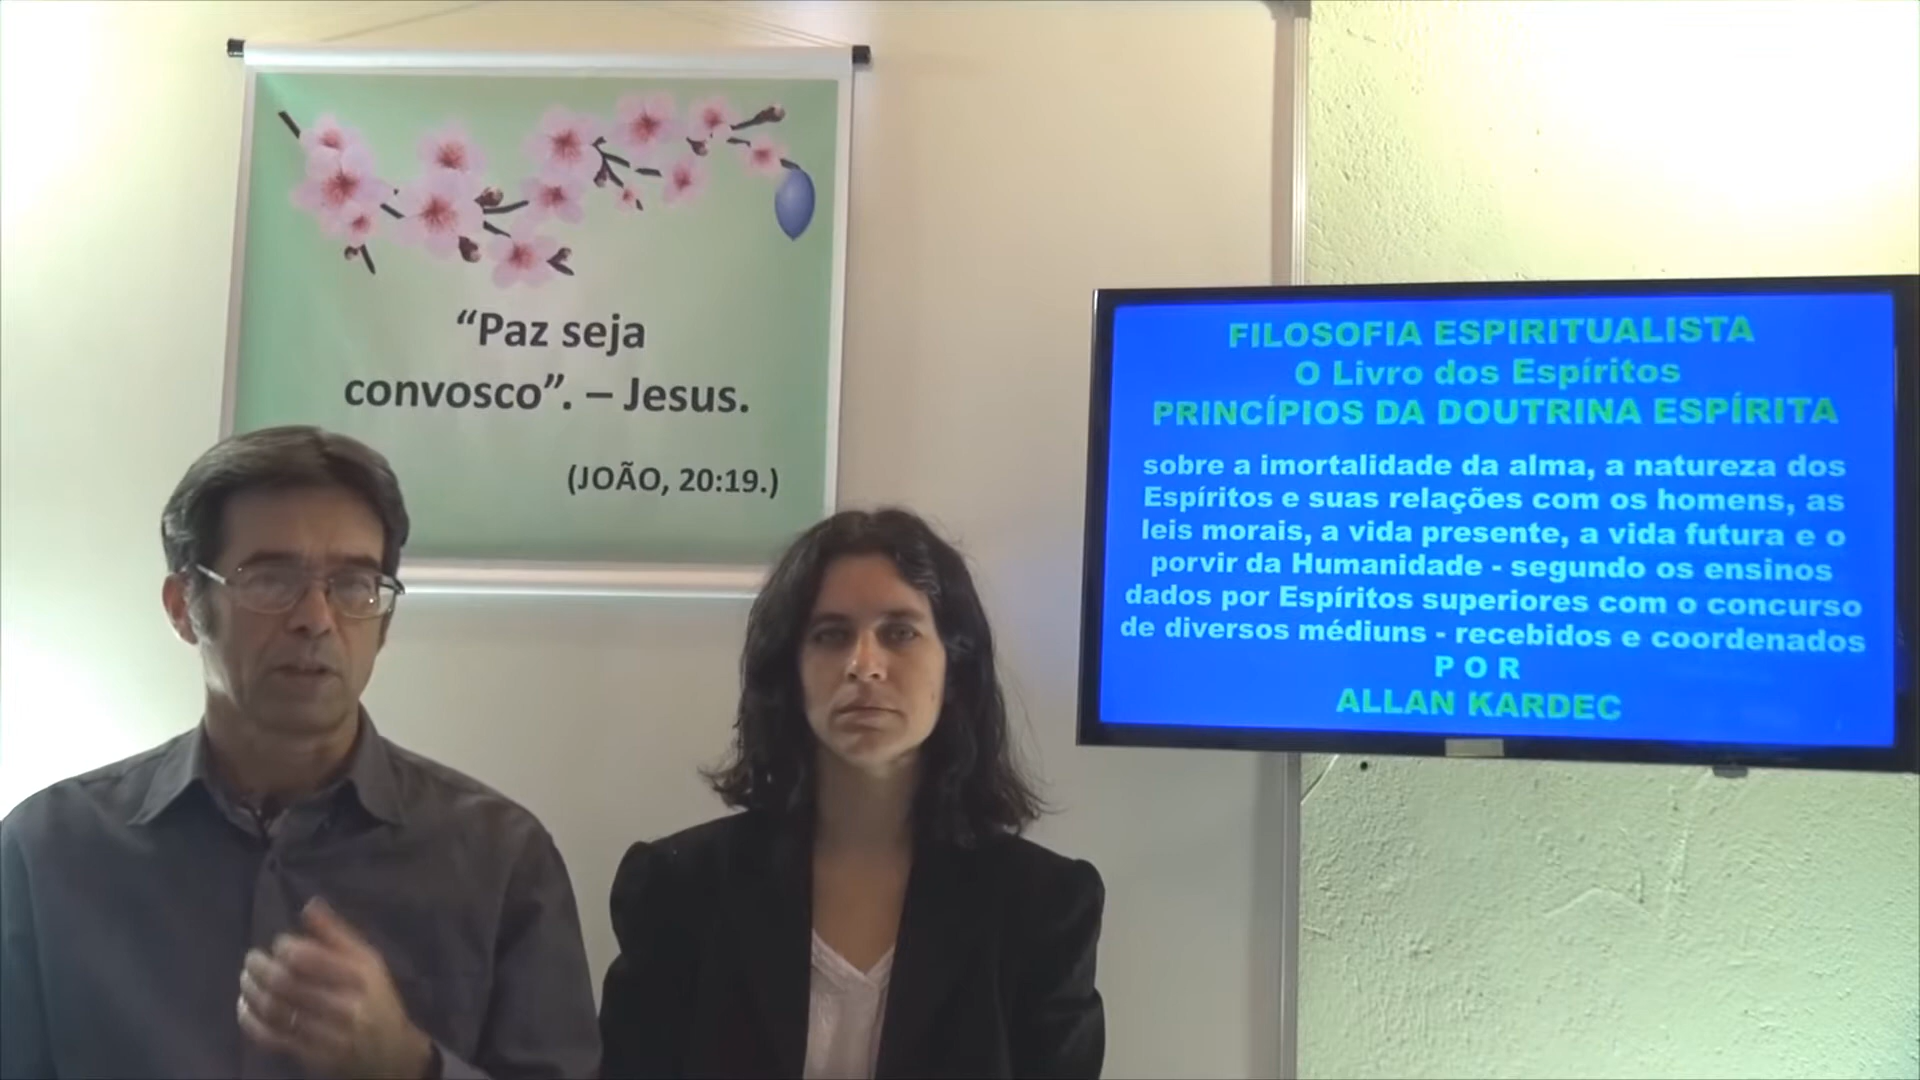 “Paz seja
convosco”. – Jesus.
(JOÃO, 20:19.)
FILOSOFIA ESPIRITUALISTA
O Livro dos Espíritos
PRINCÍPIOS DA DOUTRINA ESPÍRITA
sobre a imortalidade da alma, a natureza dos
Espíritos e suas relações com os homens, as
leis morais, a vida presente, a vida futura e o
porvir da Humanidade - segundo os ensinos
dados por Espíritos superiores com o concurso
de diversos médiuns - recebidos e coordenados
P O R
ALLAN KARDEC